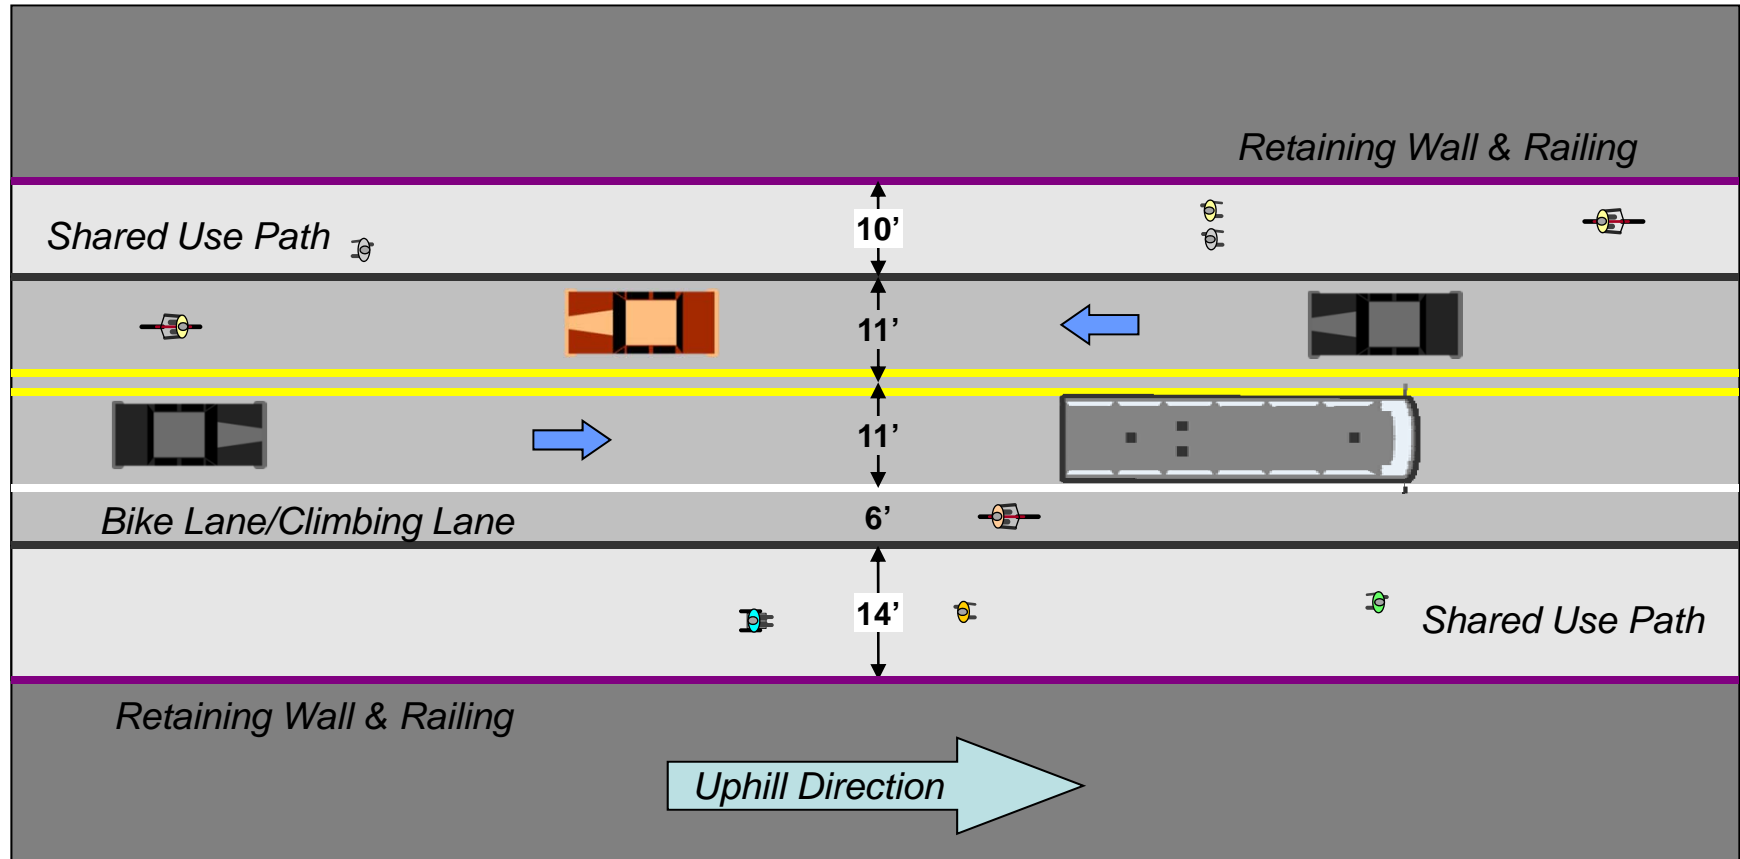 Retaining Wall & Railing
Shared Use Path
10’
11’
11’
Bike Lane/Climbing Lane
6’
14’
Shared Use Path
Retaining Wall & Railing
Uphill Direction